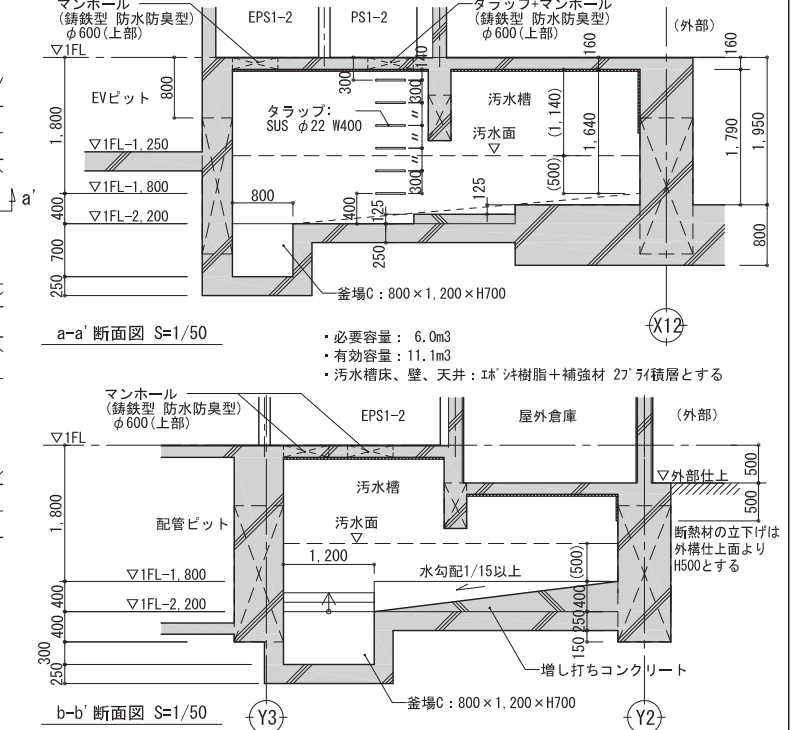 マンホール
(鋳鉄型 防水防臭型)
φ600(上部)
EPS1-2
PS1-2
タラップ+マンホール
(鋳鉄型 防水防臭型)
φ600(上部)
(外部)
▽1FL
160
160
140
300
300
800
EVピット
1,800
タラップ:
SUS φ22 W400
〃
〃
汚水槽
汚水面
▽
(1,140)
1,640
1,790
1,950
▽1FL-1,250
▽1FL-1,800
a'
(500)
300
125
800
400
▽1FL-2,200
400
125
250
700
800
250
釜場C:800×1,200×H700
X12
a-a' 断面図 S=1/50
・必要容量: 6.0m3
・有効容量:11.1m3
・汚水槽床、壁、天井:エポシキ樹脂+補強材 2プライ積層とする
マンホール
(鋳鉄型 防水防臭型)
φ600(上部)
EPS1-2
屋外倉庫
(外部)
▽1FL
▽外部仕上
500
500
汚水槽
1,800
配管ピット
汚水面
▽
断熱材の立下げは
外構仕上面より
H500とする
1,200
(500)
▽1FL-1,800
水勾配1/15以上
400
▽1FL-2,200
400
400
250
150
300
250
増し打ちコンクリート
釜場C:800×1,200×H700
b-b' 断面図 S=1/50
Y3
Y2